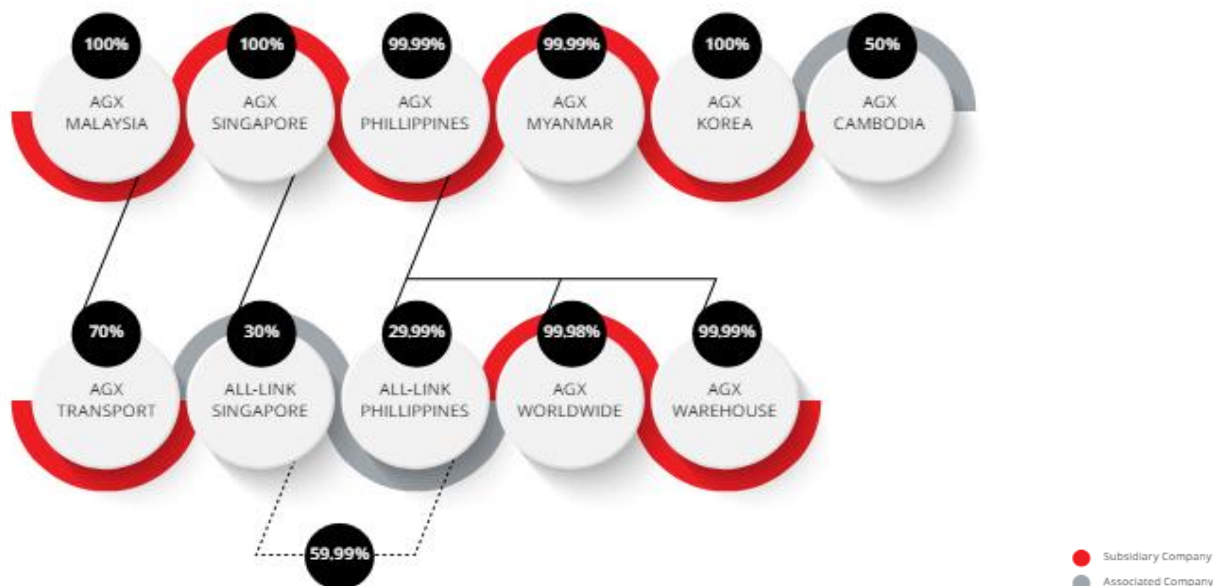 100%
AGX
MALAYSIA
100%
AGX
SINGAPORE
99,99%
AGX
PHILLIPPINES
99,99%
AGX
MYANMAR
100%
AGX
KOREA
50%
AGX
CAMBODIA
70%
AGX
TRANSPORT
30%
ALL-LINK
SINGAPORE
29,99%
ALL-LINK
PHILLIPPINES
99,98%
AGX
WORLDWIDE
99,99%
AGX
WAREHOUSE
59,99%
Subsidiary Company
Associated Company